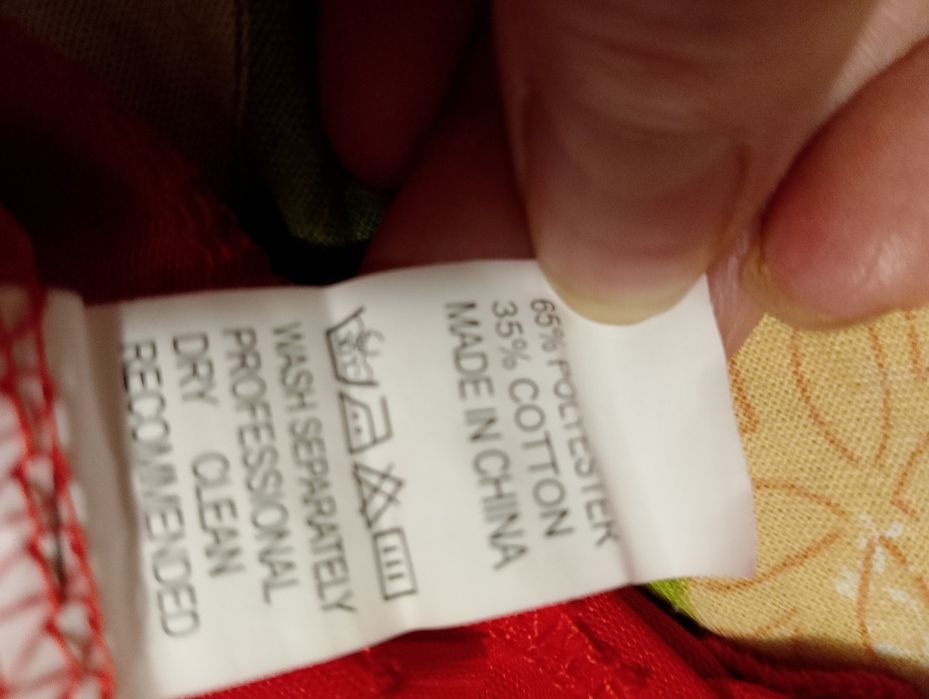 65% POLYESTER
35% COTTON
MADE IN CHINA
WASH SEPARATELY
PROFESSIONAL
DRY CLEAN
RECOMMENDED